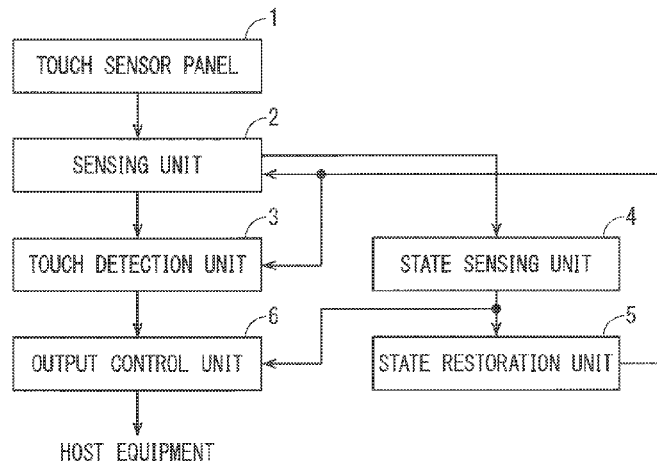 1
TOUCH SENSOR PANEL
2
SENSING UNIT
3
TOUCH DETECTION UNIT
4
STATE SENSING UNIT
6
OUTPUT CONTROL UNIT
5
STATE RESTORATION UNIT
HOST EQUIPMENT